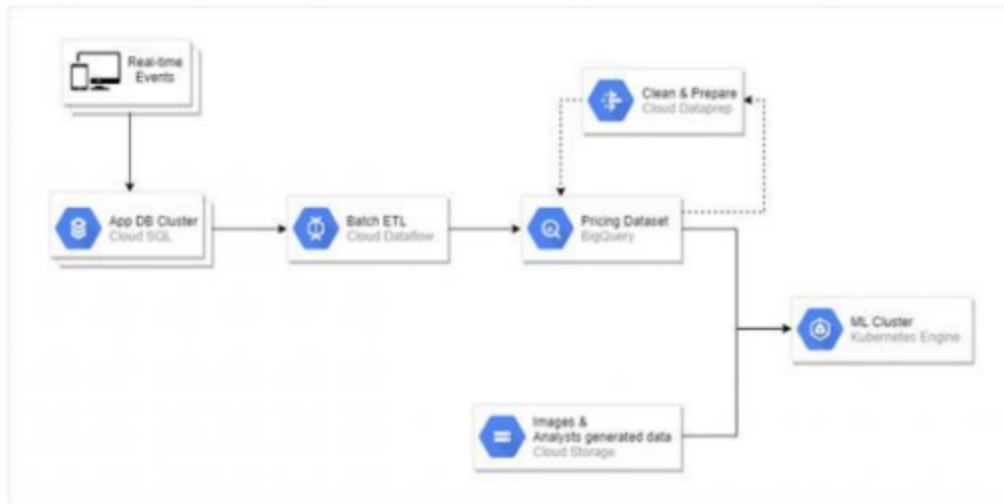 Real-time
Events
Clean & Prepare
Cloud Dataprep
App DB Cluster
Cloud SQL
Batch ETL
Cloud Dataflow
Pricing Dataset
BigQuery
ML Cluster
Kubernetes Engine
Images &
Analysts generated data
Cloud Storage